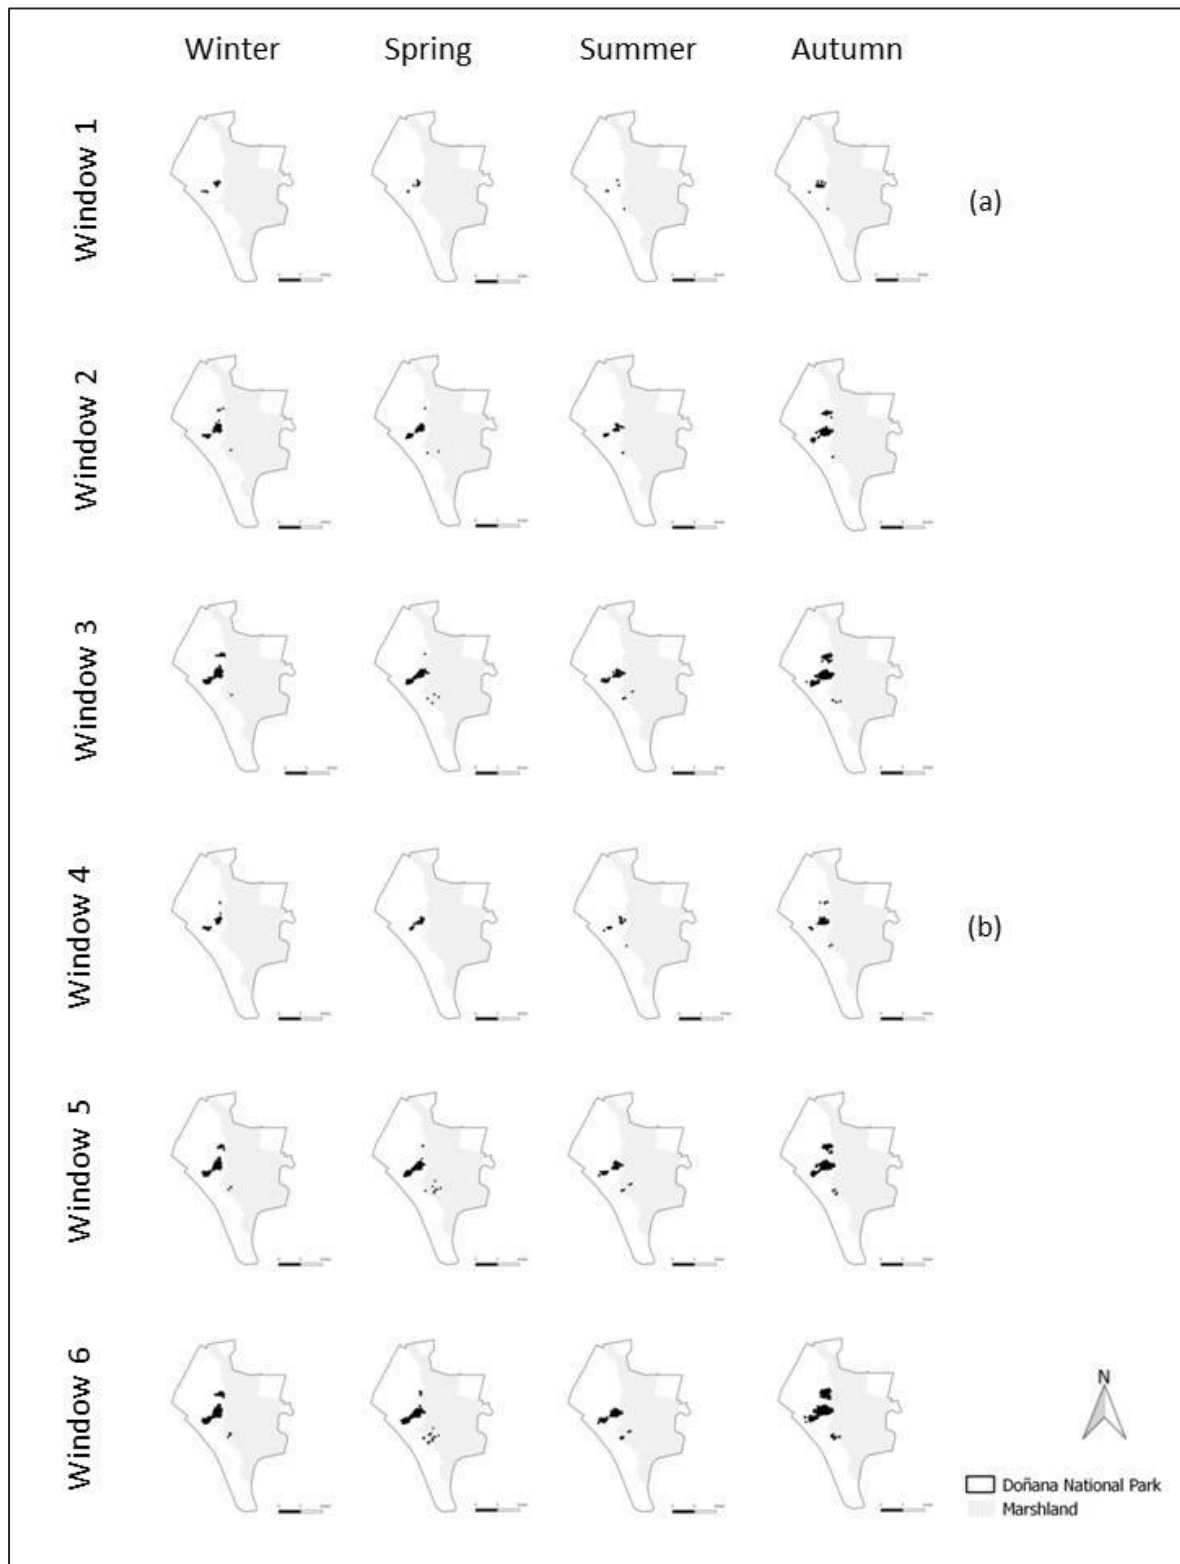 Winter Spring Summer Autumn
Window 1
(a)
Window 2
Window 3
Window 4
(b)
Window 5
Window 6
N
Doñana National Park
Marshland